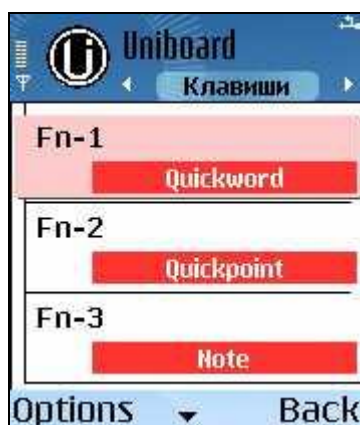 Uniboard
Клавиши
Fn-1
Quickword
Fn-2
Quickpoint
Fn-3
Note
Options Back